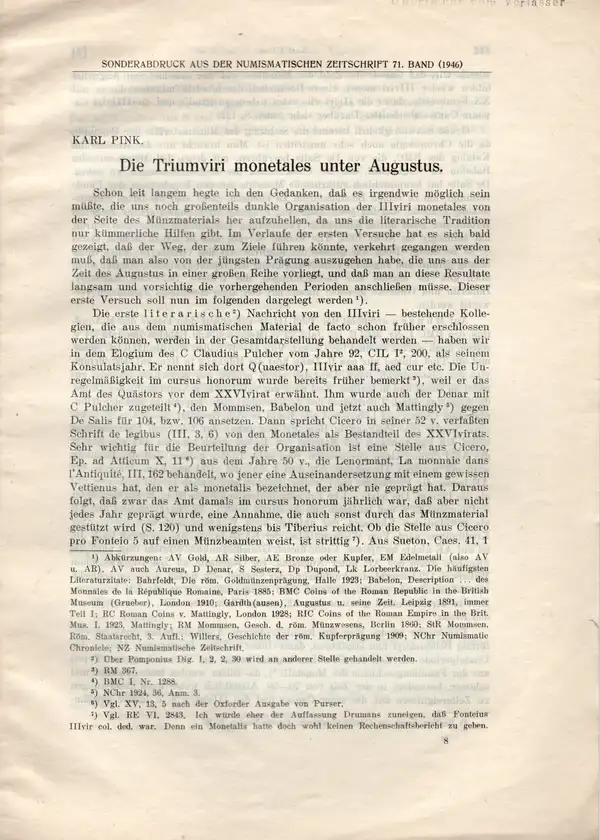 vom Verfasser
SONDERABDRUCK AUS DER NUMISMATISCHEN ZEITSCHRIFT 71. BAND (1946)
KARL PINK.
Die Triumviri monetales unter Augustus.
Schon leit langem hegte ich den Gedanken, daß es irgendwie möglich sein
müßte, die uns noch großenteils dunkle Organisation der IIIviri monetales von
der Seite des Münzmaterials her aufzuhellen, da uns die literarische Tradition
nur kümmerliche Hilfen gibt. Im Verlaufe der ersten Versuche hat es sich bald
gezeigt, daß der Weg, der zum Ziele führen könnte, verkehrt gegangen werden
muß, daß man also von der jüngsten Prägung auszugehen habe, die uns aus der
Zeit des Augustus in einer großen Reihe vorliegt, und daß man an diese Resultate
langsam und vorsichtig die vorhergehenden Perioden anschließen müsse. Dieser
erste Versuch soll nun im folgenden dargelegt werden¹).
Die erste literarische²) Nachricht von den IIIviri — bestehende Kolle-
gien, die aus dem numismatischen Material de facto schon früher erschlossen
werden können, werden in der Gesamtdarstellung behandelt werden — haben wir
in dem Elogium des C Claudius Pulcher vom Jahre 92, CIL I², 200, als seinem
Konsulatsjahr. Er nennt sich dort Q(uaestor), IIIvir aaa ff, aed cur etc. Die Un-
regelmäßigkeit im cursus honorum wurde bereits früher bemerkt³), weil er das
Amt des Quästors vor dem XXVIvirat erwähnt. Ihm wurde auch der Denar mit
C Pulcher zugeteilt⁴), den Mommsen, Babelon und jetzt auch Mattingly⁵) gegen
De Salis für 104, bzw. 106 ansetzen. Dann spricht Cicero in seiner 52 v. verfaßten
Schrift de legibus (III, 3, 6) von den Monetales als Bestandteil des XXVIvirats.
Sehr wichtig für die Beurteilung der Organisation ist eine Stelle aus Cicero,
Ep. ad Atticum X, 11⁶) aus dem Jahre 50 v., die Lenormant, La monnaie dans
l'Antiquité, III, 162 behandelt, wo jener eine Auseinandersetzung mit einem gewissen
Vettienus hat, den er als monetalis bezeichnet, der aber nie geprägt hat. Daraus
folgt, daß zwar das Amt damals im cursus honorum jährlich war, daß aber nicht
jedes Jahr geprägt wurde, eine Annahme, die auch sonst durch das Münzmaterial
gestützt wird (S. 120) und wenigstens bis Tiberius reicht. Ob die Stelle aus Cicero
pro Fonteio 5 auf einen Münzbeamten weist, ist strittig⁷). Aus Sueton, Caes. 41, 1
¹) Abkürzungen: AV Gold, AR Silber, AE Bronze oder Kupfer, EM Edelmetall (also AV
u. AR). AV auch Aureus, D Denar, S Sesterz, Dp Dupond, Lk Lorbeerkranz. Die häufigsten
Literaturzitate: Bahrfeldt, Die röm. Goldmünzenprägung, Halle 1923; Babelon, Description ... des
Monnaies de la République Romaine, Paris 1885; BMC Coins of the Roman Republic in the British
Museum (Grueber), London 1910; Gardth(ausen), Augustus u. seine Zeit, Leipzig 1891, immer
Teil I; RC Roman Coins v. Mattingly, London 1928; RIC Coins of the Roman Empire in the Brit.
Mus. I. 1923, Mattingly; RM Mommsen, Gesch. d. röm. Münzwesens, Berlin 1860; StR Mommsen,
Röm. Staatsrecht, 3. Aufl.; Willers, Geschichte der röm. Kupferprägung 1909; NChr Numismatic
Chronicle; NZ Numismatische Zeitschrift.
²) Über Pomponius Dig. 1, 2, 2, 30 wird an anderer Stelle gehandelt werden.
³) RM 367.
⁴) BMC I, Nr. 1288.
⁵) NChr 1924, 36, Anm. 3.
⁶) Vgl. XV, 13, 5 nach der Oxforder Ausgabe von Purser.
⁷) Vgl. RE VI, 2843. Ich würde eher der Auffassung Drumans zuneigen, daß Fonteius
IIIvir col. ded. war. Denn ein Monetalis hatte doch wohl keinen Rechenschaftsbericht zu geben.
8